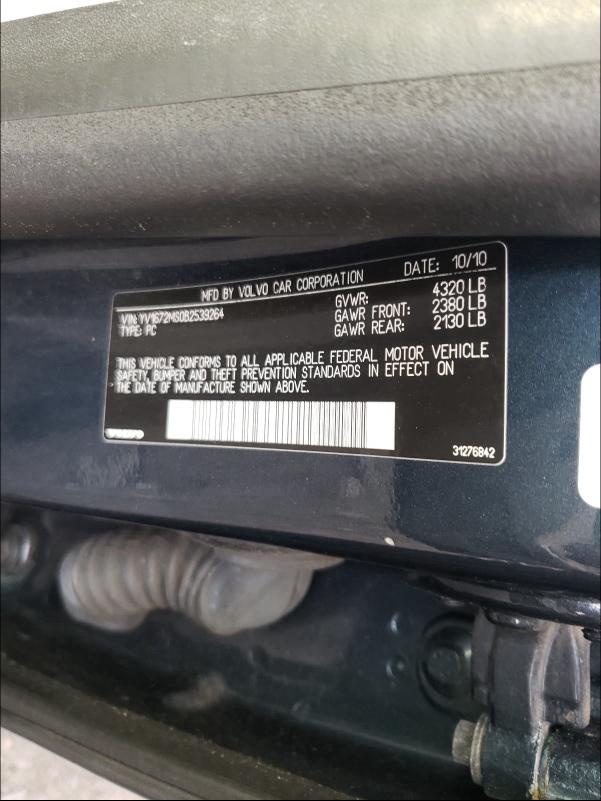 MFD BY VOLVO CAR CORPORATION DATE: 10/10
VIN: YV1672MS0B2539264 GVWR: 4320 LB
TYPE: PC GAWR FRONT: 2380 LB
GAWR REAR: 2130 LB
THIS VEHICLE CONFORMS TO ALL APPLICABLE FEDERAL MOTOR VEHICLE
SAFETY, BUMPER AND THEFT PREVENTION STANDARDS IN EFFECT ON
THE DATE OF MANUFACTURE SHOWN ABOVE.
31276842